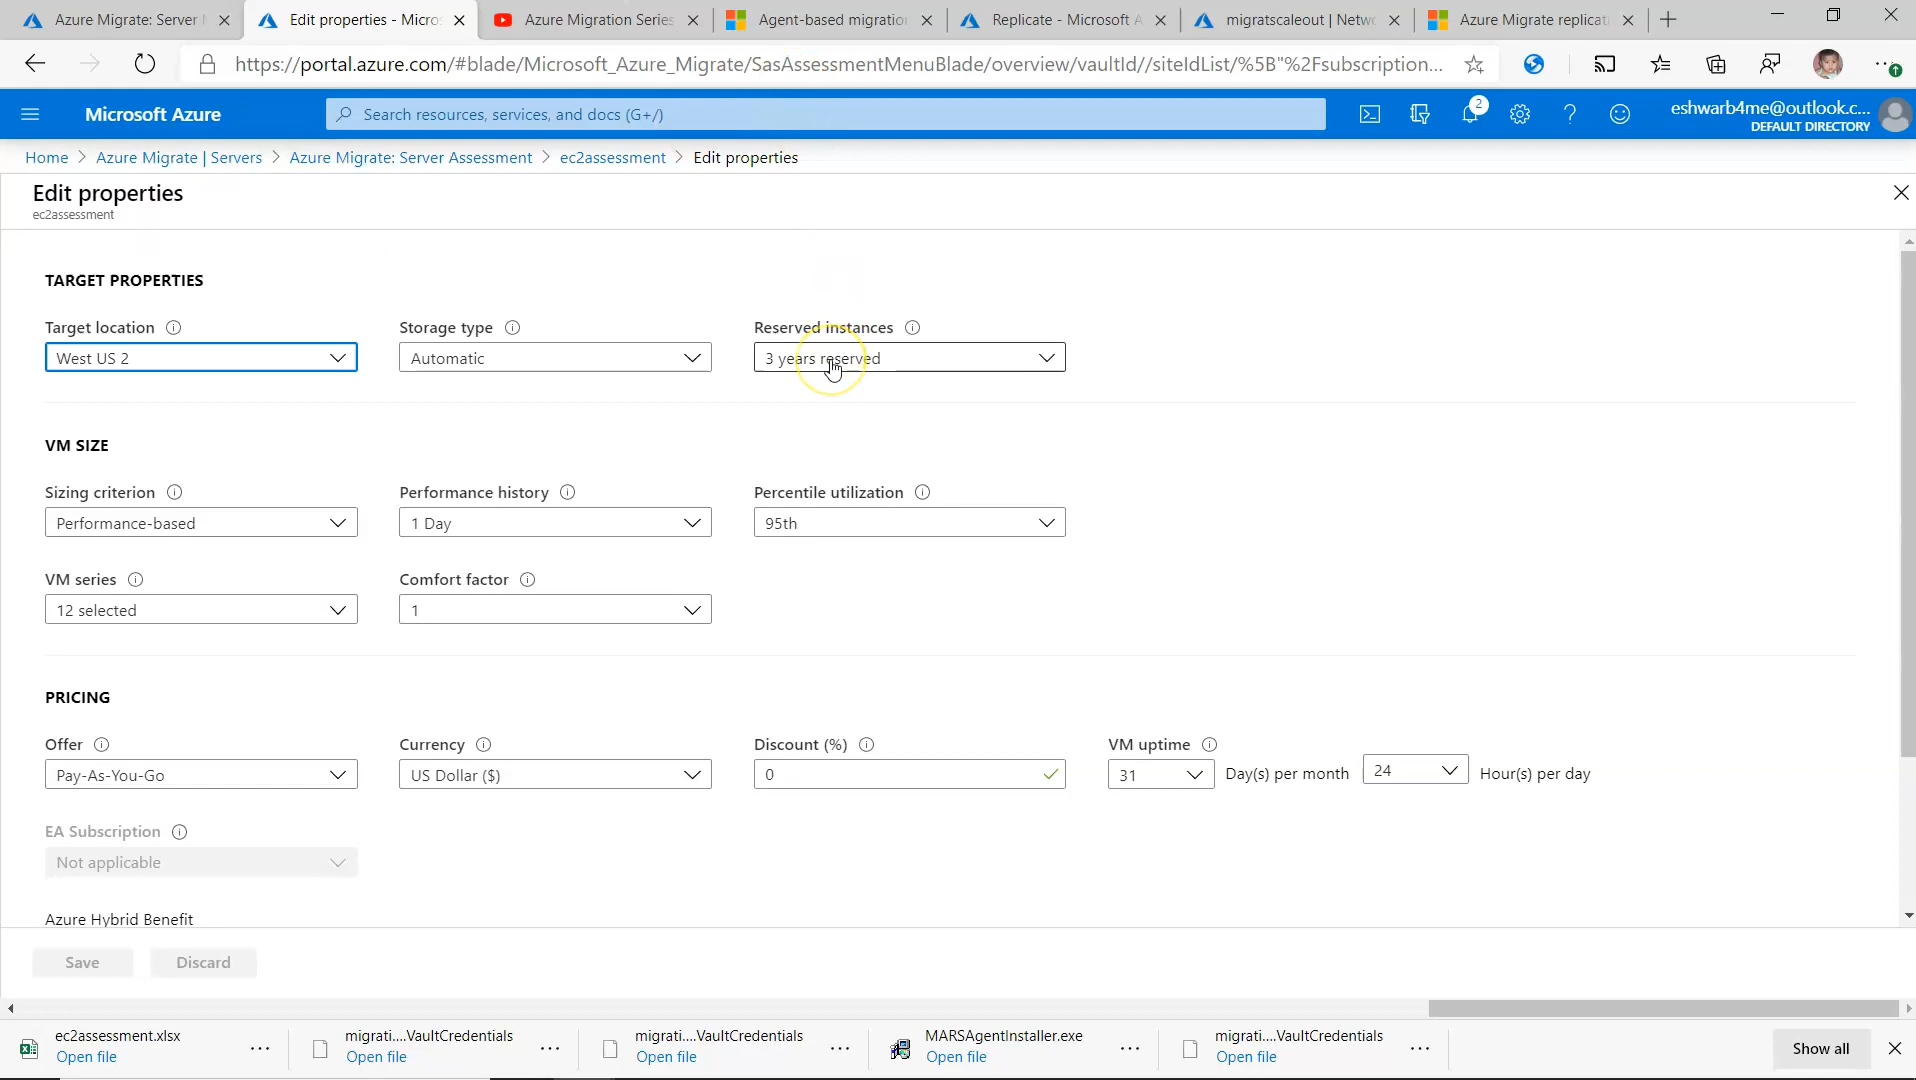 Azure Migrate: Server
Edit properties - Micros
Azure Migration Series
Agent-based migration
Replicate - Microsoft A
migratscaleout | Netwo
Azure Migrate replicat
https://portal.azure.com/#blade/Microsoft_Azure_Migrate/SasAssessmentMenuBlade/overview/vaultId//siteIdList/%5B"%2Fsubscription...
Microsoft Azure
Search resources, services, and docs (G+/)
2
eshwarb4me@outlook.c...
DEFAULT DIRECTORY
Home > Azure Migrate | Servers > Azure Migrate: Server Assessment > ec2assessment > Edit properties
Edit properties
ec2assessment
TARGET PROPERTIES
Target location
Storage type
Reserved instances
West US 2
Automatic
3 years reserved
VM SIZE
Sizing criterion
Performance history
Percentile utilization
Performance-based
1 Day
95th
VM series
Comfort factor
12 selected
1
PRICING
Offer
Currency
Discount (%)
VM uptime
Pay-As-You-Go
US Dollar ($)
0
31
Day(s) per month
24
Hour(s) per day
EA Subscription
Not applicable
Azure Hybrid Benefit
Save
Discard
ec2assessment.xlsx
Open file
migrati....VaultCredentials
Open file
migrati....VaultCredentials
Open file
MARSAgentInstaller.exe
Open file
migrati....VaultCredentials
Open file
Show all